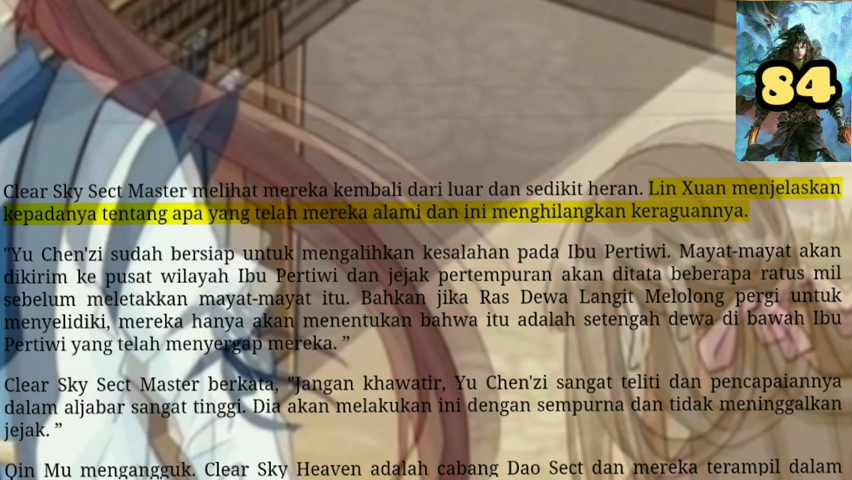 84
Clear Sky Sect Master melihat mereka kembali dari luar dan sedikit heran. Lin Xuan menjelaskan
kepadanya tentang apa yang telah mereka alami dan ini menghilangkan keraguannya.
"Yu Chen'zi sudah bersiap untuk mengalihkan kesalahan pada Ibu Pertiwi. Mayat-mayat akan
dikirim ke pusat wilayah Ibu Pertiwi dan jejak pertempuran akan ditata beberapa ratus mil
sebelum meletakkan mayat-mayat itu. Bahkan jika Ras Dewa Langit Melolong pergi untuk
menyelidiki, mereka hanya akan menentukan bahwa itu adalah setengah dewa di bawah Ibu
Pertiwi yang telah menyergap mereka. ”
Clear Sky Sect Master berkata, "Jangan khawatir, Yu Chen'zi sangat teliti dan pencapaiannya
dalam aljabar sangat tinggi. Dia akan melakukan ini dengan sempurna dan tidak meninggalkan
jejak. ”
Qin Mu mengangguk. Clear Sky Heaven adalah cabang Dao Sect dan mereka terampil dalam